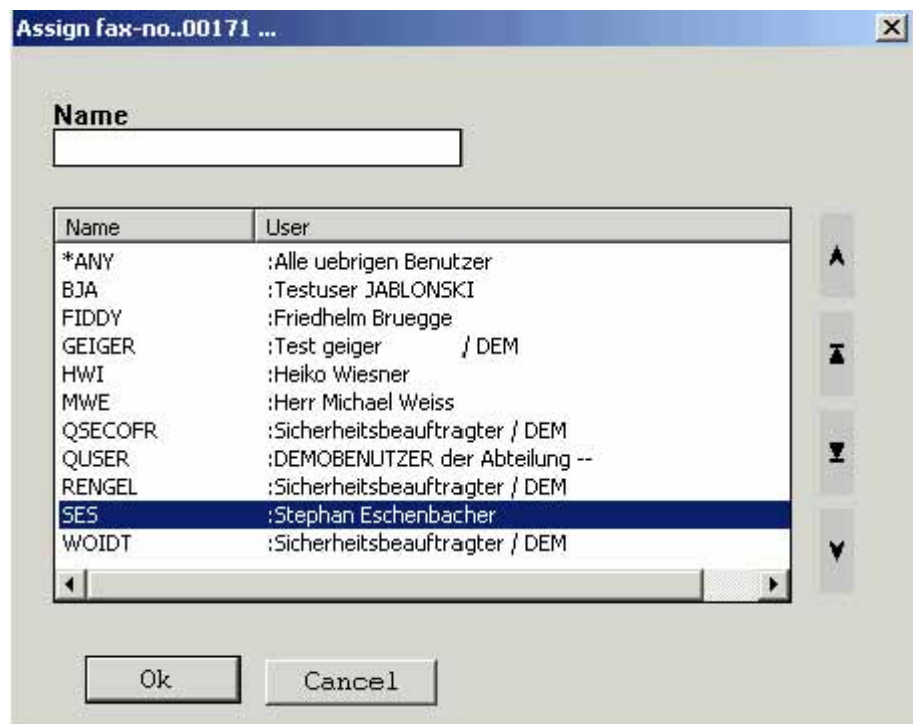 Assign fax-no..00171 ...
Name
Name User
*ANY :Alle uebrigen Benutzer
BJA :Testuser JABLONSKI
FIDDY :Friedhelm Bruegge
GEIGER :Test geiger / DEM
HWI :Heiko Wiesner
MWE :Herr Michael Weiss
QSECOFR :Sicherheitsbeauftragter / DEM
QUSER :DEMOBENUTZER der Abteilung --
RENGEL :Sicherheitsbeauftragter / DEM
SES :Stephan Eschenbacher
WOIDT :Sicherheitsbeauftragter / DEM
Ok Cancel